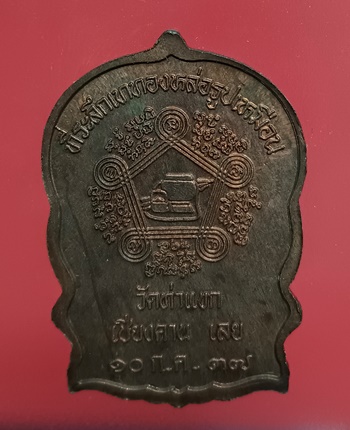 ที่ระลึกเททองหล่อรูปเหมือน
วัดท่าแขก
เชียงคาน เลย
๑๐ ก.ค. ๓๗